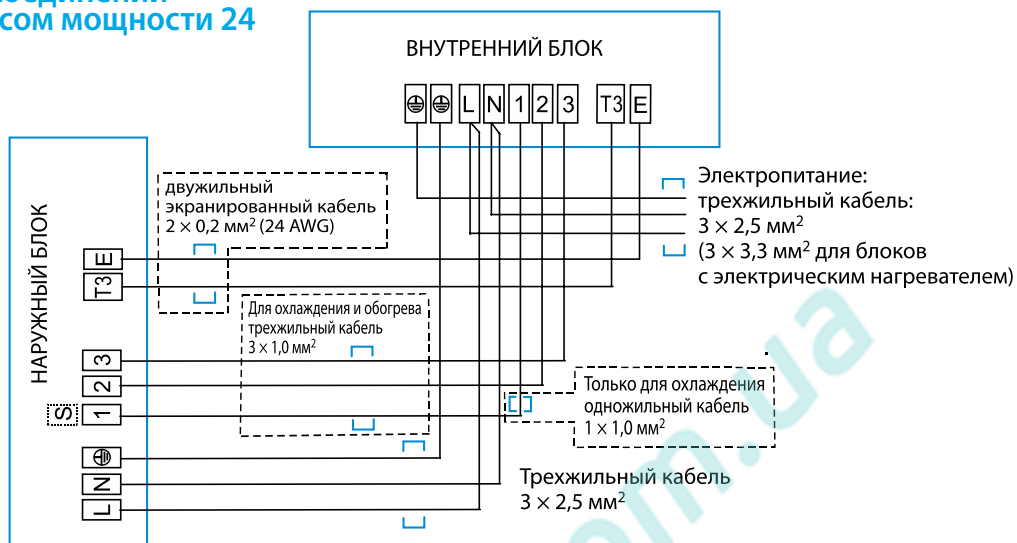 сом мощности 24
ВНУТРЕННИЙ БЛОК
L N 1 2 3 T3 E
Электропитание:
трехжильный кабель:
3 × 2,5 мм²
(3 × 3,3 мм² для блоков
с электрическим нагревателем)
двужильный
экранированный кабель
2 × 0,2 мм² (24 AWG)
НАРУЖНЫЙ БЛОК
E
T3
3
2
S 1
N
L
Для охлаждения и обогрева
трехжильный кабель
3 × 1,0 мм²
Только для охлаждения
одножильный кабель
1 × 1,0 мм²
Трехжильный кабель
3 × 2,5 мм²
om.ua